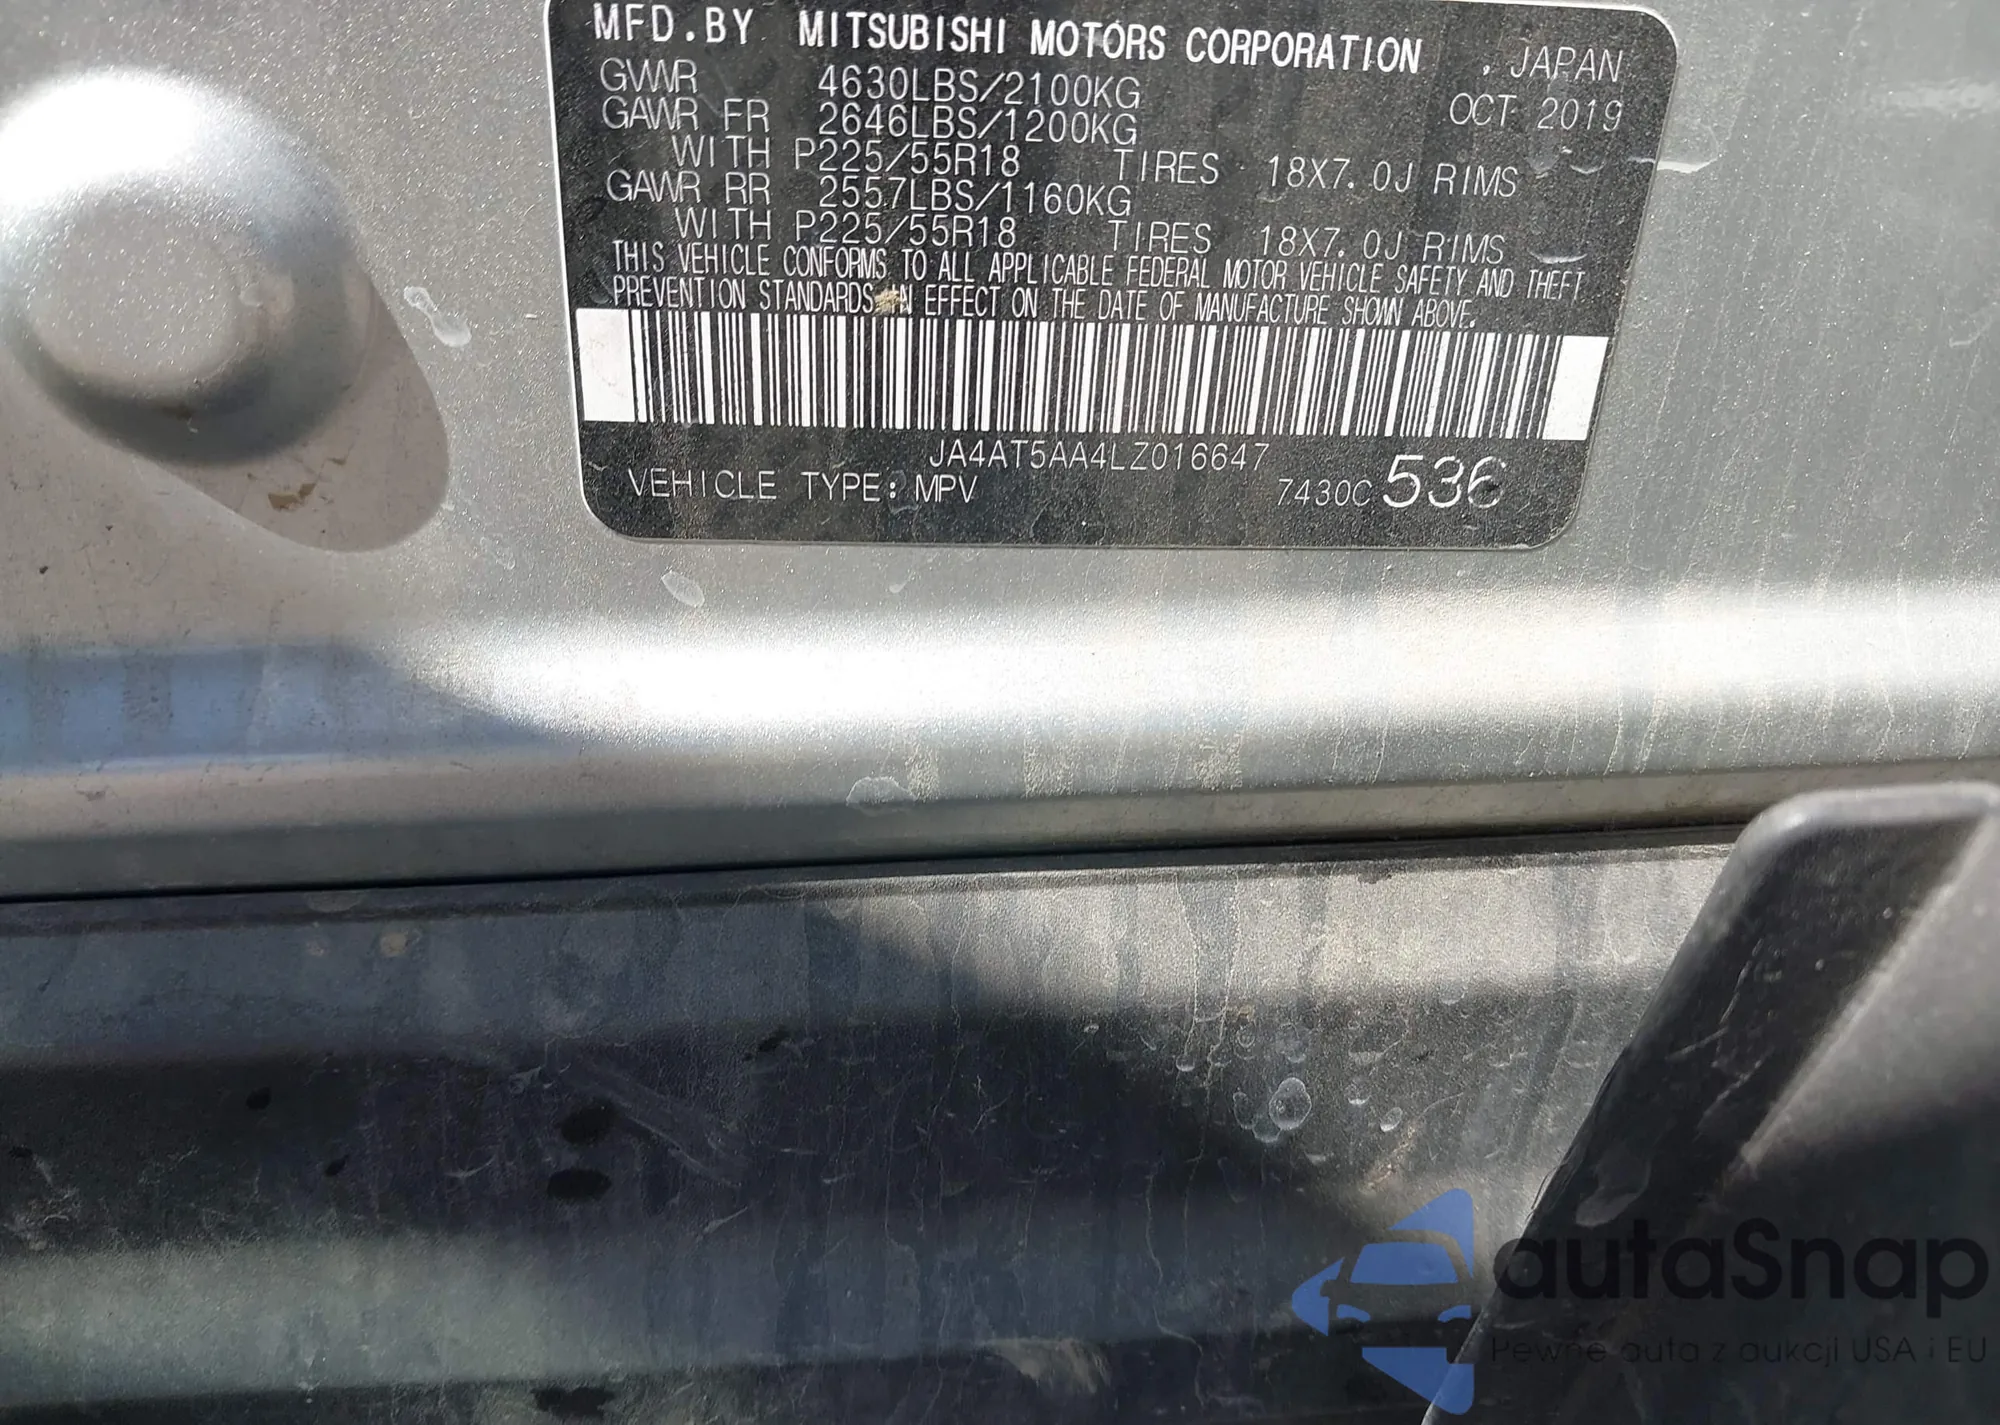 MFD.BY MITSUBISHI MOTORS CORPORATION , JAPAN
GVWR 4630LBS/2100KG OCT 2019
GAWR FR 2646LBS/1200KG
WITH P225/55R18 TIRES 18X7.0J RIMS
GAWR RR 2557LBS/1160KG
WITH P225/55R18 TIRES 18X7.0J RIMS
THIS VEHICLE CONFORMS TO ALL APPLICABLE FEDERAL MOTOR VEHICLE SAFETY AND THEFT
PREVENTION STANDARDS IN EFFECT ON THE DATE OF MANUFACTURE SHOWN ABOVE.
JA4AT5AA4LZ016647
VEHICLE TYPE: MPV 7430C 536
autaSnap
Pewne auta z aukcji USA i EU